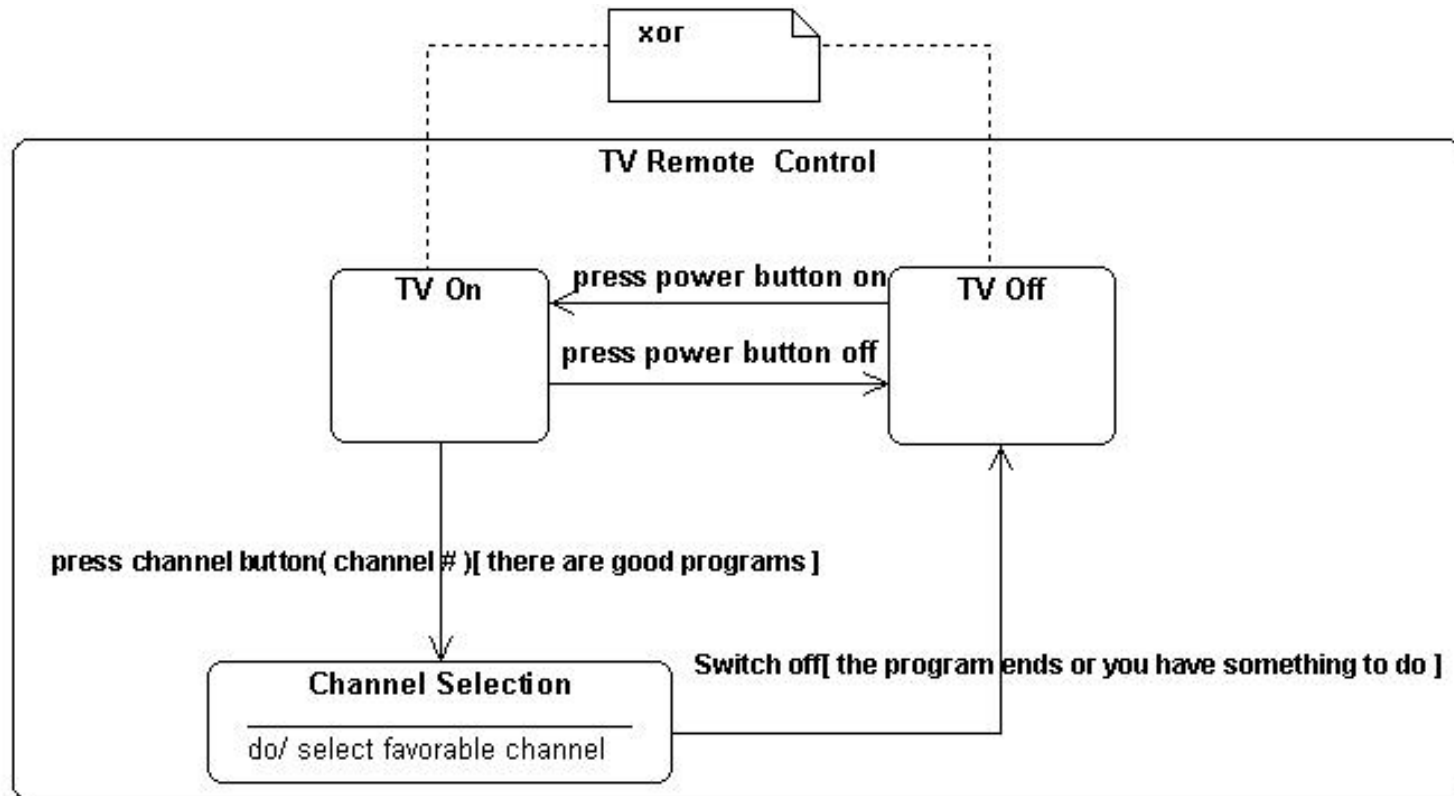 xor
TV Remote Control
TV On
press power button on
TV Off
press power button off
press channel button( channel # )[ there are good programs ]
Switch off[ the program ends or you have something to do ]
Channel Selection
do/ select favorable channel